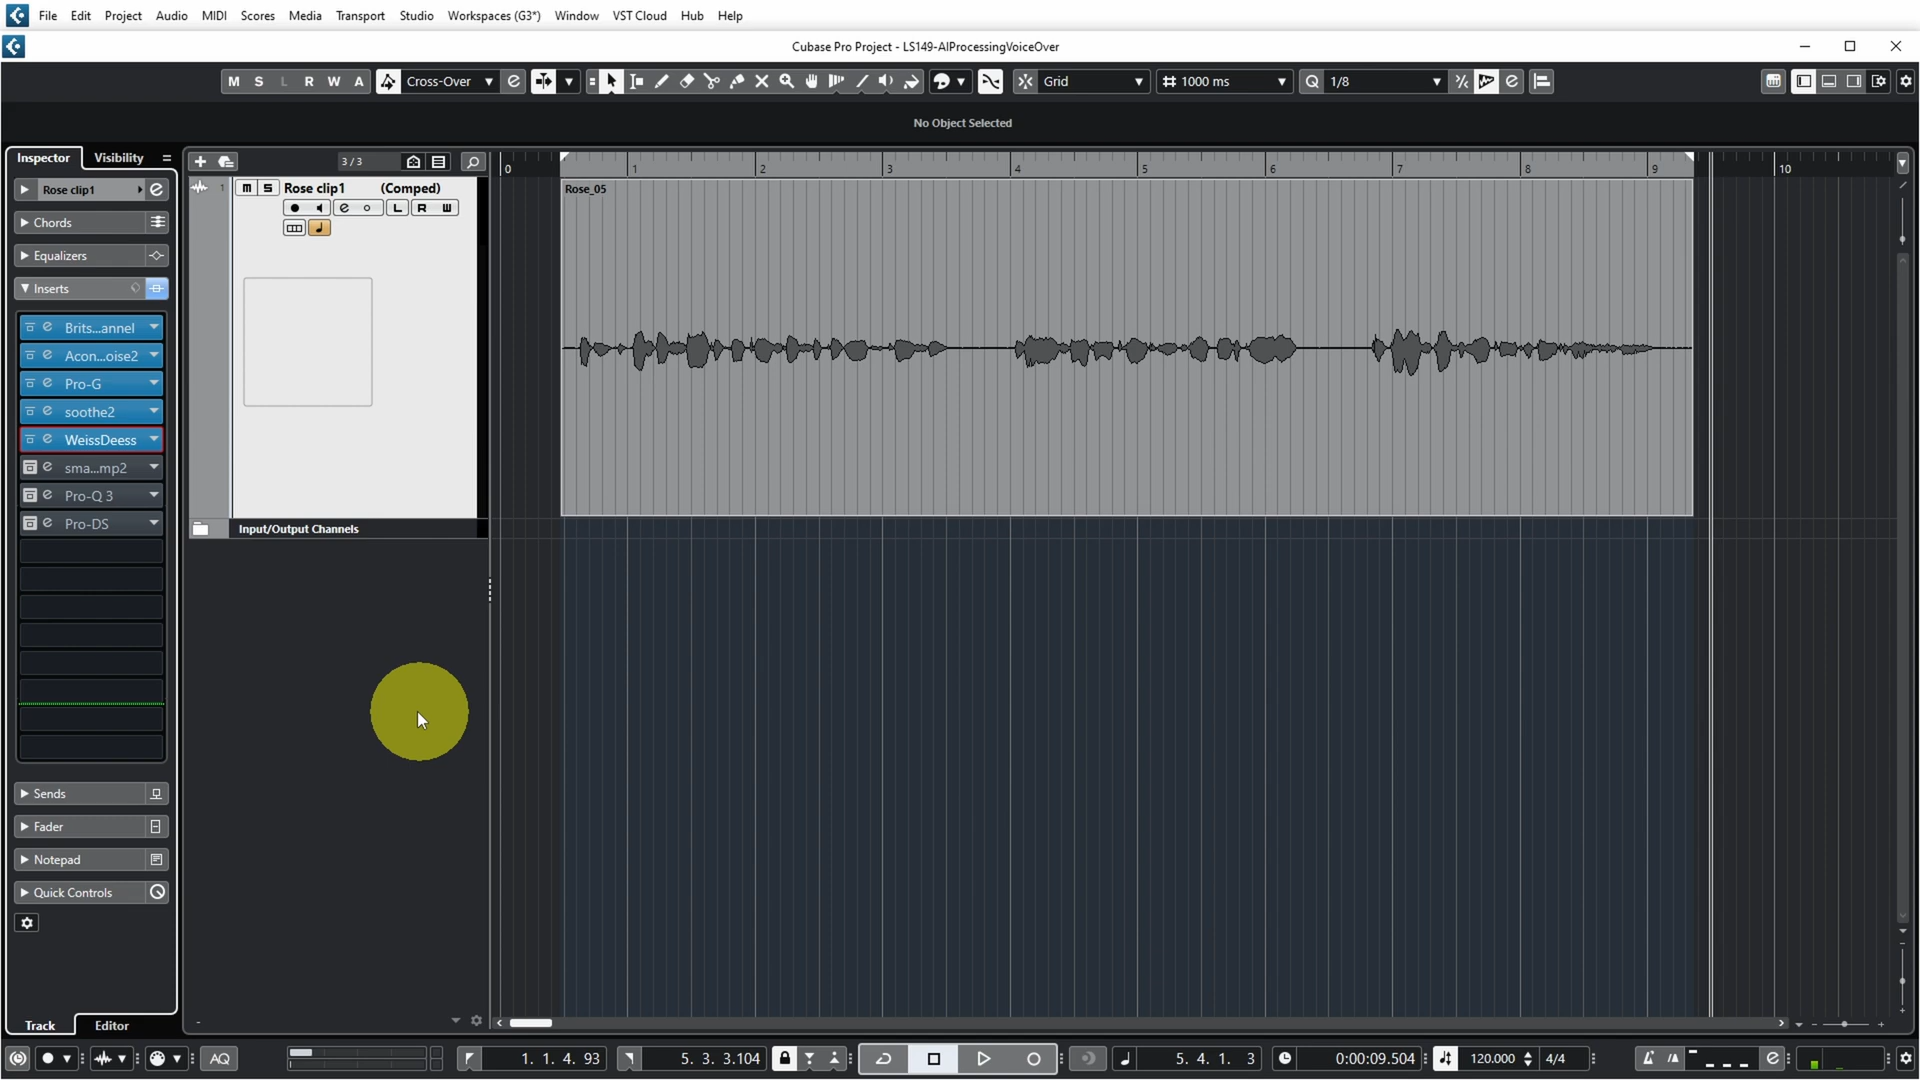 File Edit Project Audio MIDI Scores Media Transport Studio Workspaces (G3*) Window VST Cloud Hub Help
Cubase Pro Project - LS149-AIProcessingVoiceOver
M S L R W A Cross-Over Grid 1000 ms Q 1/8
No Object Selected
Inspector Visibility 3/3
0 1 2 3 4 5 6 7 8 9 10
Rose clip1
1 m S Rose clip1 (Comped)
Rose_05
L R W
Chords
Equalizers
Inserts
Brits...annel
Acon...oise2
Pro-G
soothe2
WeissDeess
sma...mp2
Pro-Q 3
Pro-DS
Input/Output Channels
Sends
Fader
Notepad
Quick Controls
Track Editor
AQ 1. 1. 4. 93 5. 3. 3.104 5. 4. 1. 3 0:00:09.504 120.000 4/4